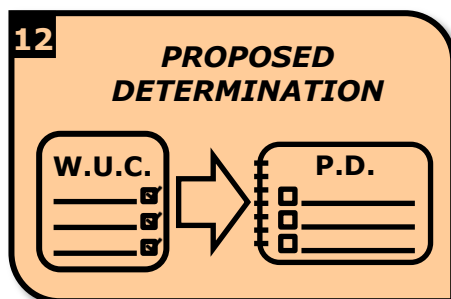 12
PROPOSED
DETERMINATION
W.U.C.
P.D.